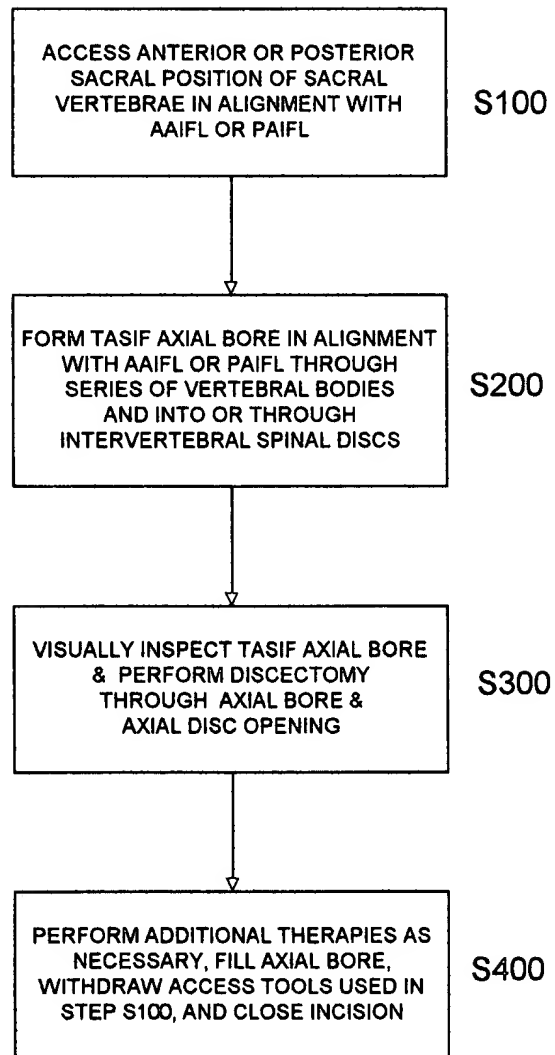 ACCESS ANTERIOR OR POSTERIOR
SACRAL POSITION OF SACRAL
VERTEBRAE IN ALIGNMENT WITH
AAIFL OR PAIFL
S100
FORM TASIF AXIAL BORE IN ALIGNMENT
WITH AAIFL OR PAIFL THROUGH
SERIES OF VERTEBRAL BODIES
AND INTO OR THROUGH
INTERVERTEBRAL SPINAL DISCS
S200
VISUALLY INSPECT TASIF AXIAL BORE
& PERFORM DISCECTOMY
THROUGH AXIAL BORE &
AXIAL DISC OPENING
S300
PERFORM ADDITIONAL THERAPIES AS
NECESSARY, FILL AXIAL BORE,
WITHDRAW ACCESS TOOLS USED IN
STEP S100, AND CLOSE INCISION
S400